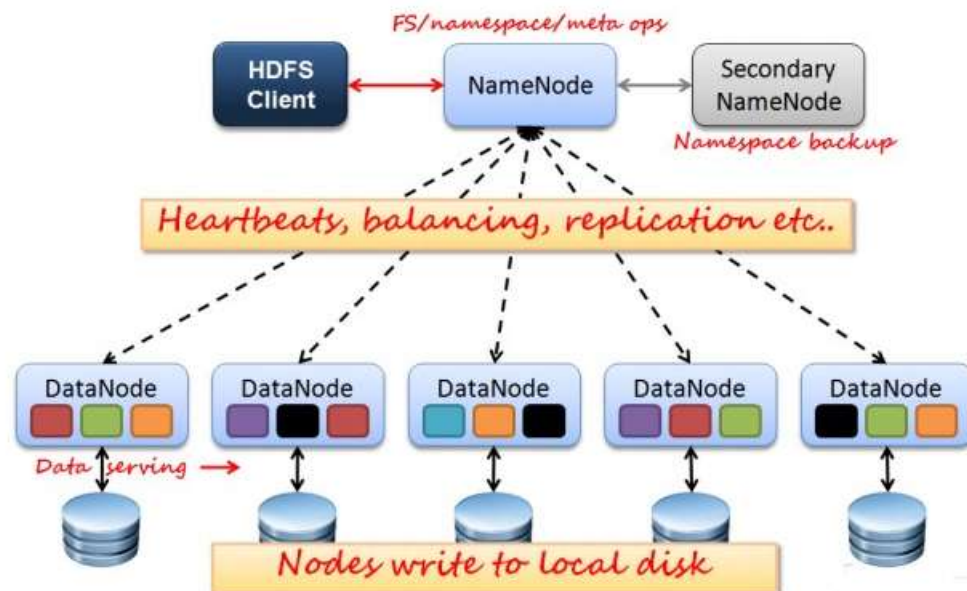 FS/namespace/meta ops
HDFS
Client
NameNode
Secondary
NameNode
Namespace backup
Heartbeats, balancing, replication etc..
DataNode
DataNode
DataNode
DataNode
DataNode
Data serving
Nodes write to local disk